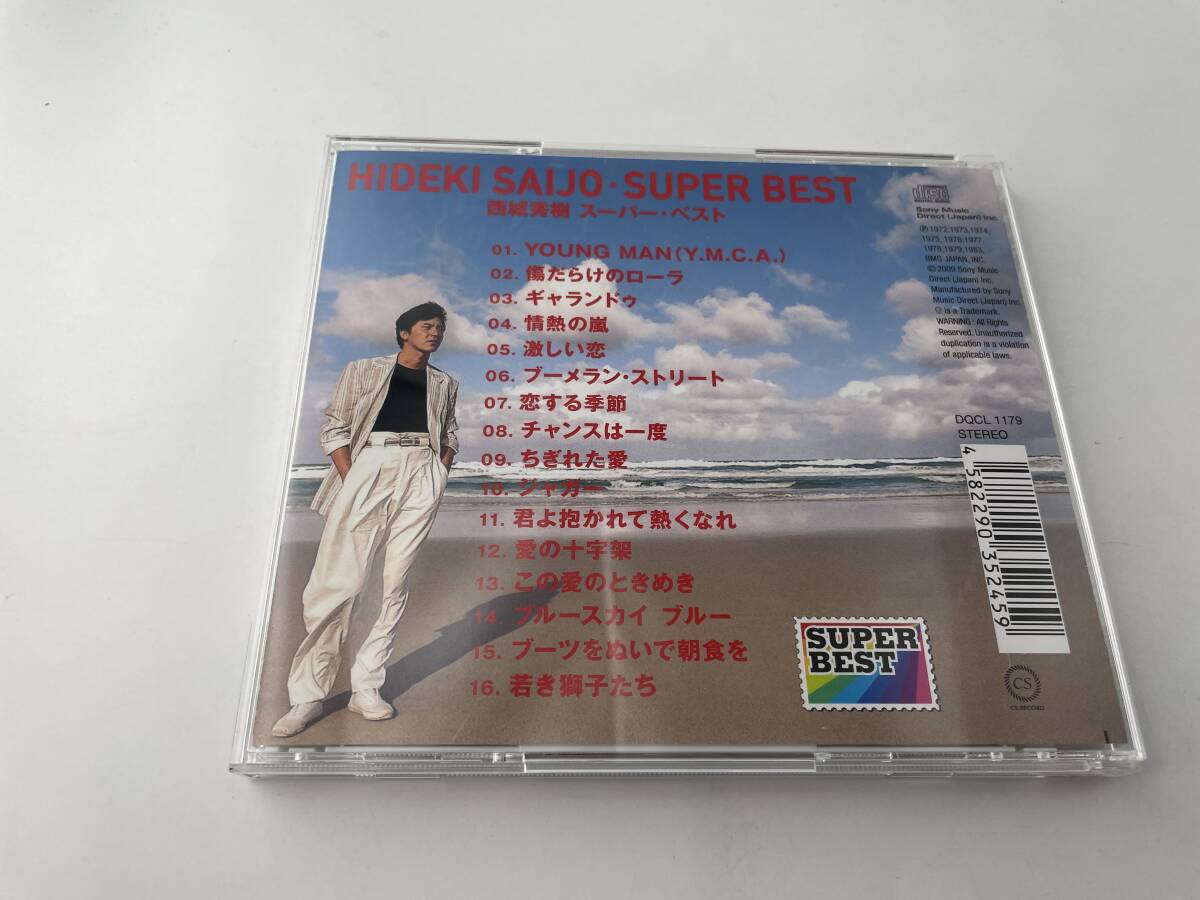 HIDEKI SAIJO・SUPER BEST
西城秀樹 スーパー・ベスト
01. YOUNG MAN(Y.M.C.A.)
02. 傷だらけのローラ
03. ギャランドゥ
04. 情熱の嵐
05. 激しい恋
06. ブーメラン・ストリート
07. 恋する季節
08. チャンスは一度
09. ちぎれた愛
10. ジャガー
11. 君よ抱かれて熱くなれ
12. 愛の十字架
13. この愛のときめき
14. ブルースカイ ブルー
15. ブーツをぬいで朝食を
16. 若き獅子たち
COMPACT
disc
DIGITAL AUDIO
Sony Music
Direct (Japan) Inc.
Ⓟ 1972,1973,1974,
1975, 1976,1977,
1978,1979,1983,
BMG JAPAN, INC.
© 2009 Sony Music
Direct (Japan) Inc.
Manufactured by Sony
Music Direct (Japan) Inc.
is a Trademark.
WARNING : All Rights
Reserved. Unauthorized
duplication is a violation
of applicable laws.
DQCL 1179
STEREO
4 582290 352459
SUPER
BEST
CS
CS RECORD